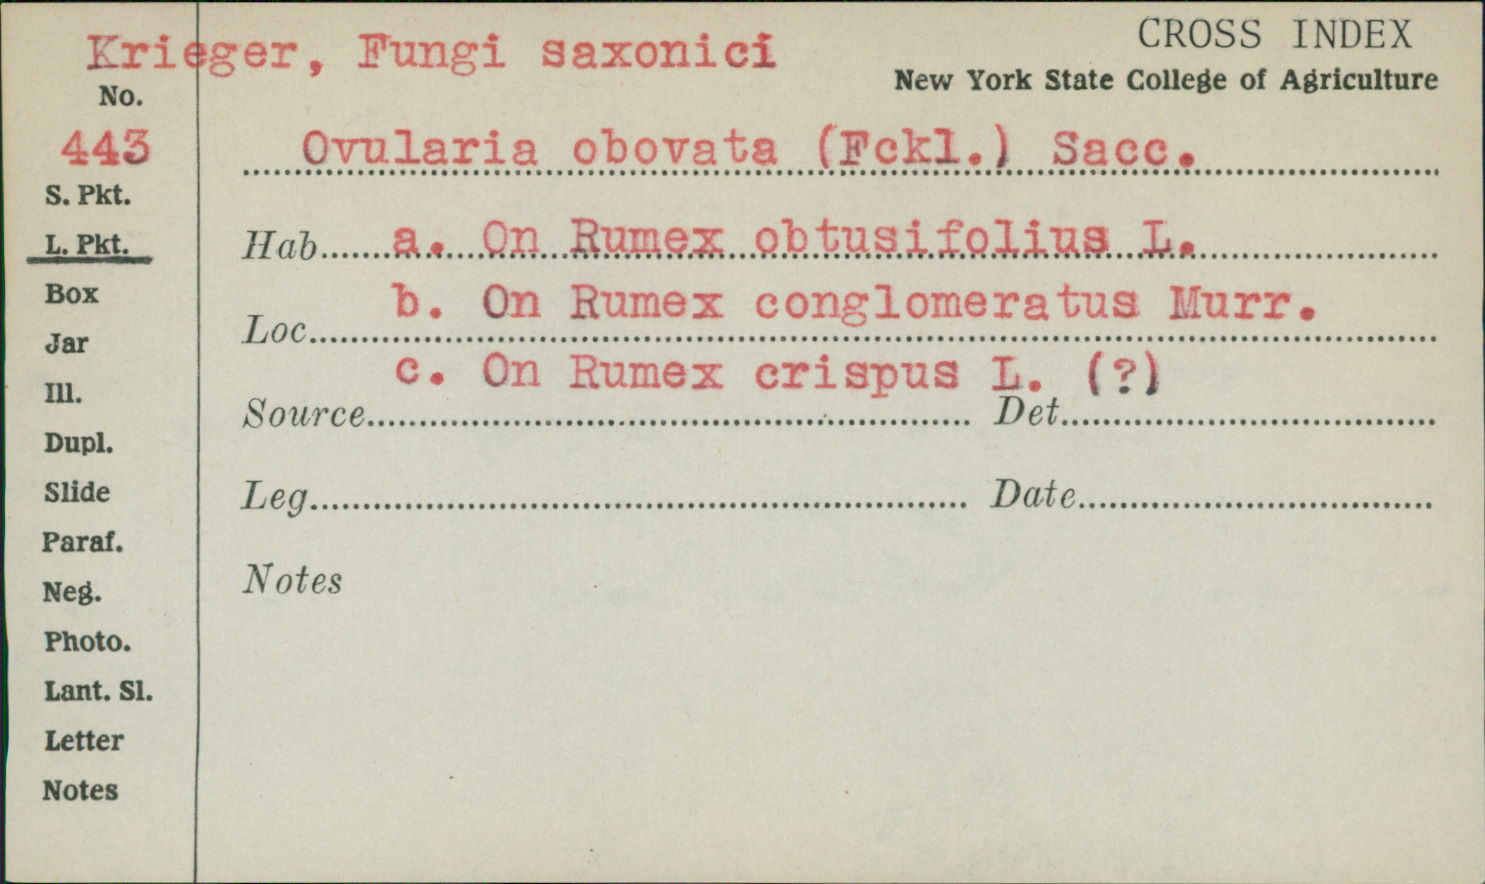 Krieger, Fungi saxonici
CROSS INDEX
New York State College of Agriculture
No.
443
Ovularia obovata (Fckl.) Sacc.
S. Pkt.
L. Pkt.
Hab. a. On Rumex obtusifolius L.
Box
b. On Rumex conglomeratus Murr.
Loc.
Jar
c. On Rumex crispus L. (?)
Ill.
Source Det.
Dupl.
Slide
Leg. Date
Paraf.
Neg.
Notes
Photo.
Lant. Sl.
Letter
Notes